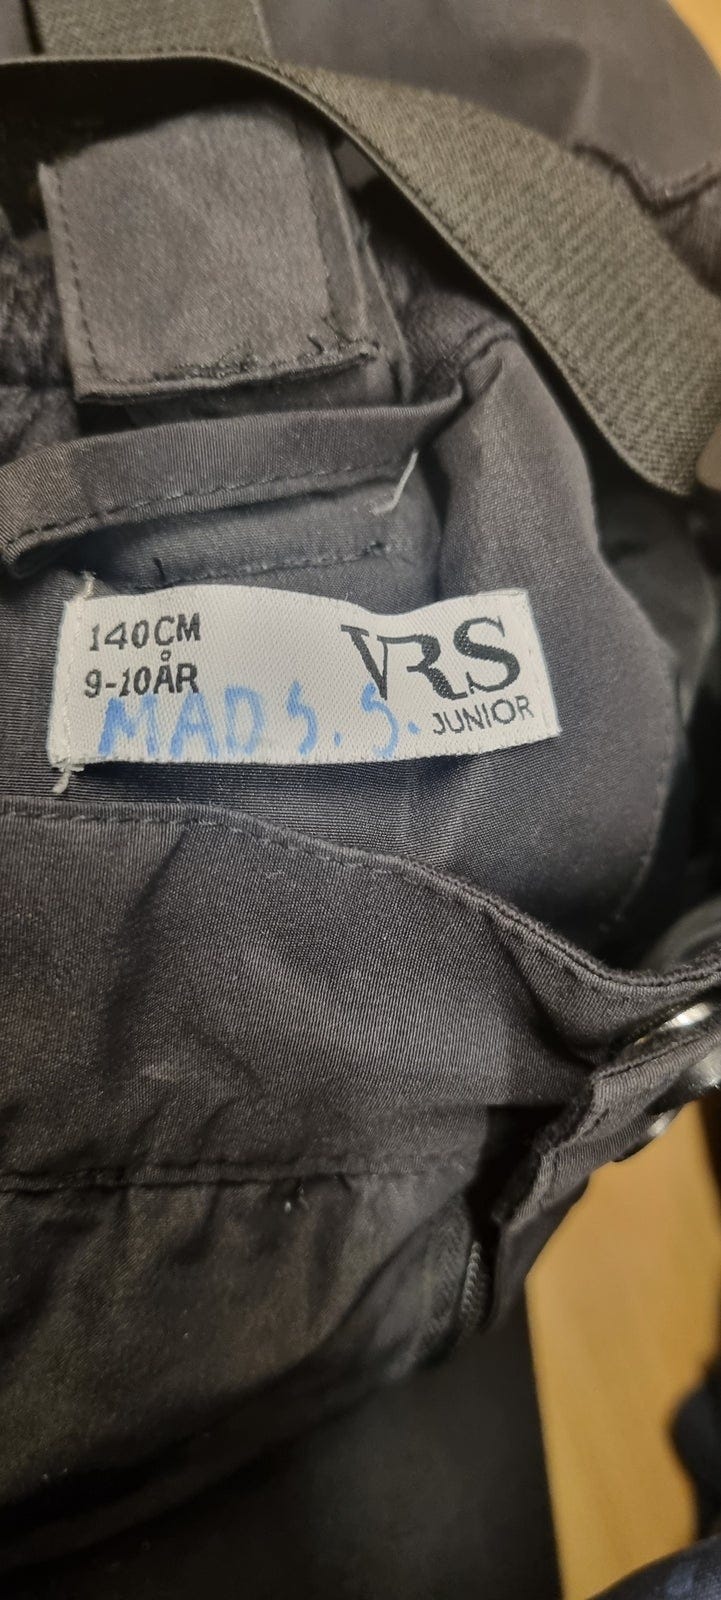 140CM
9-10ÅR
VRS
JUNIOR
MADS. S.